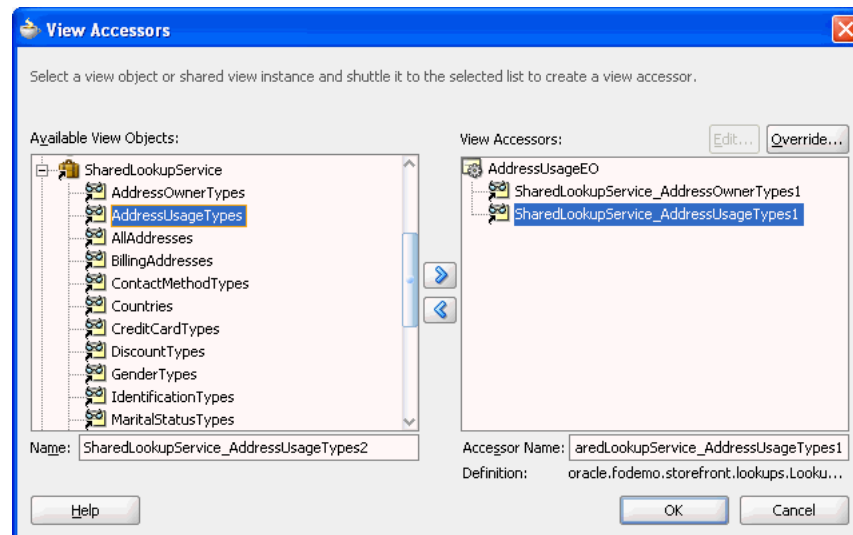 View Accessors
Select a view object or shared view instance and shuttle it to the selected list to create a view accessor.
Available View Objects:
SharedLookupService
AddressOwnerTypes
AddressUsageTypes
AllAddresses
BillingAddresses
ContactMethodTypes
Countries
CreditCardTypes
DiscountTypes
GenderTypes
IdentificationTypes
MaritalStatusTypes
Name: SharedLookupService_AddressUsageTypes2
View Accessors:
Edit...
Override...
AddressUsageEO
SharedLookupService_AddressOwnerTypes1
SharedLookupService_AddressUsageTypes1
Accessor Name: aredLookupService_AddressUsageTypes1
Definition: oracle.fodemo.storefront.lookups.Looku...
Help
OK
Cancel